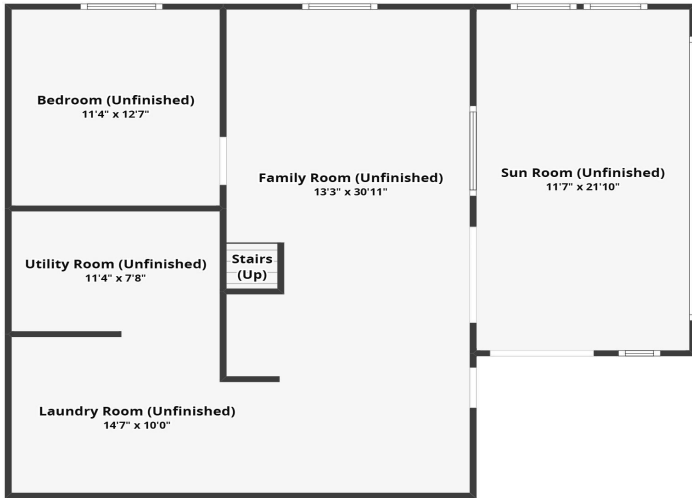 Bedroom (Unfinished)
11'4" x 12'7"
Family Room (Unfinished)
13'3" x 30'11"
Sun Room (Unfinished)
11'7" x 21'10"
Utility Room (Unfinished)
11'4" x 7'8"
Stairs
(Up)
Laundry Room (Unfinished)
14'7" x 10'0"